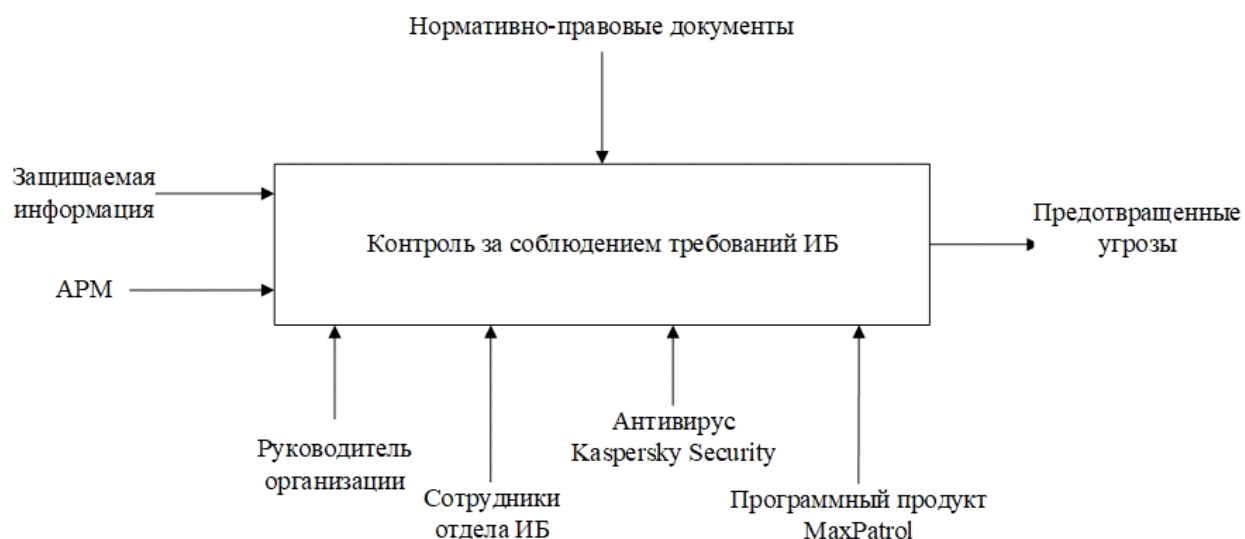 Нормативно-правовые документы
Защищаемая
информация
Контроль за соблюдением требований ИБ
Предотвращенные
угрозы
АРМ
Руководитель
организации
Сотрудники
отдела ИБ
Антивирус
Kaspersky Security
Программный продукт
MaxPatrol